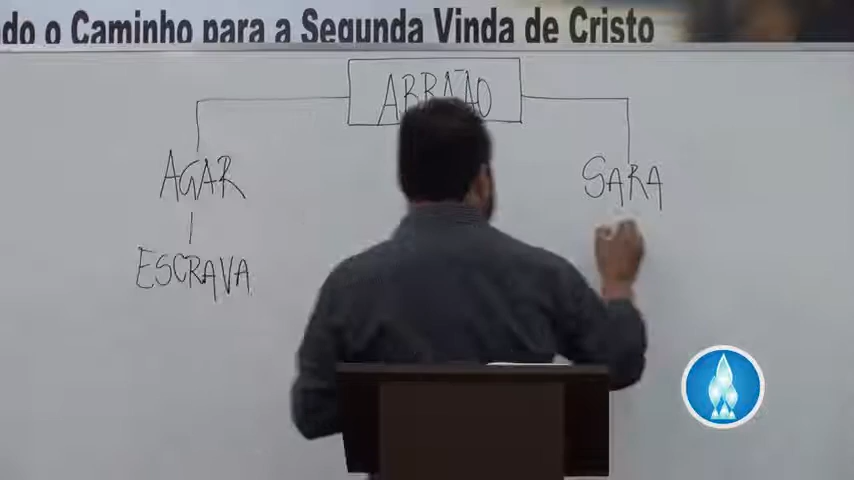 do o Caminho para a Segunda Vinda de Cristo
ABRAÃO
AGAR
SARA
ESCRAVA